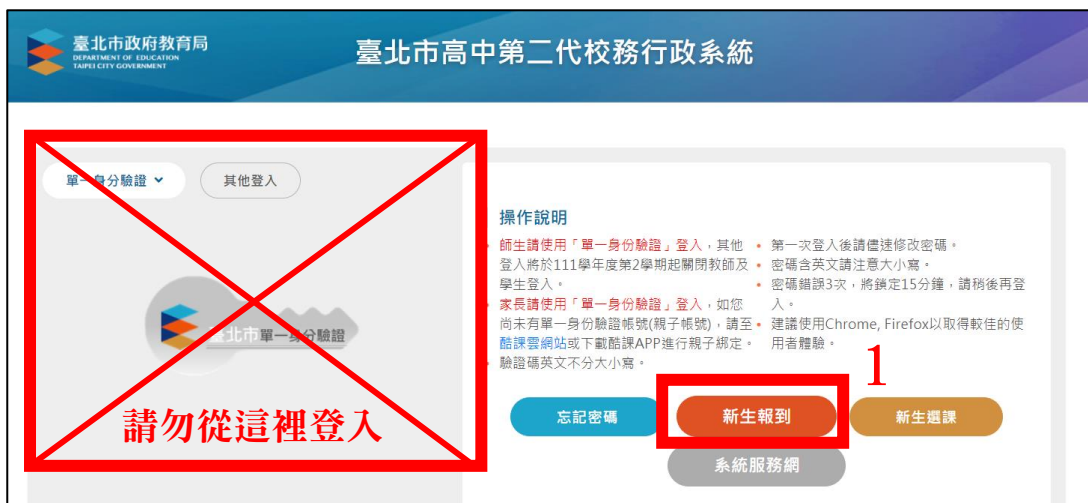 臺北市政府教育局
DEPARTMENT OF EDUCATION
TAIPEI CITY GOVERNMENT
臺北市高中第二代校務行政系統
單一身分驗證
其他登入
臺北市單一身分驗證
請勿從這裡登入
操作說明
師生請使用「單一身份驗證」登入，其他
登入將於111學年度第2學期起關閉教師及
學生登入。
家長請使用「單一身份驗證」登入，如您
尚未有單一身份驗證帳號(親子帳號)，請至
酷課雲網站或下載酷課APP進行親子綁定。
驗證碼英文不分大小寫。
第一次登入後請儘速修改密碼。
密碼含英文請注意大小寫。
密碼錯誤3次，將鎖定15分鐘，請稍後再登
入。
建議使用Chrome, Firefox以取得較佳的使
用者體驗。
1
忘記密碼
新生報到
新生選課
系統服務網